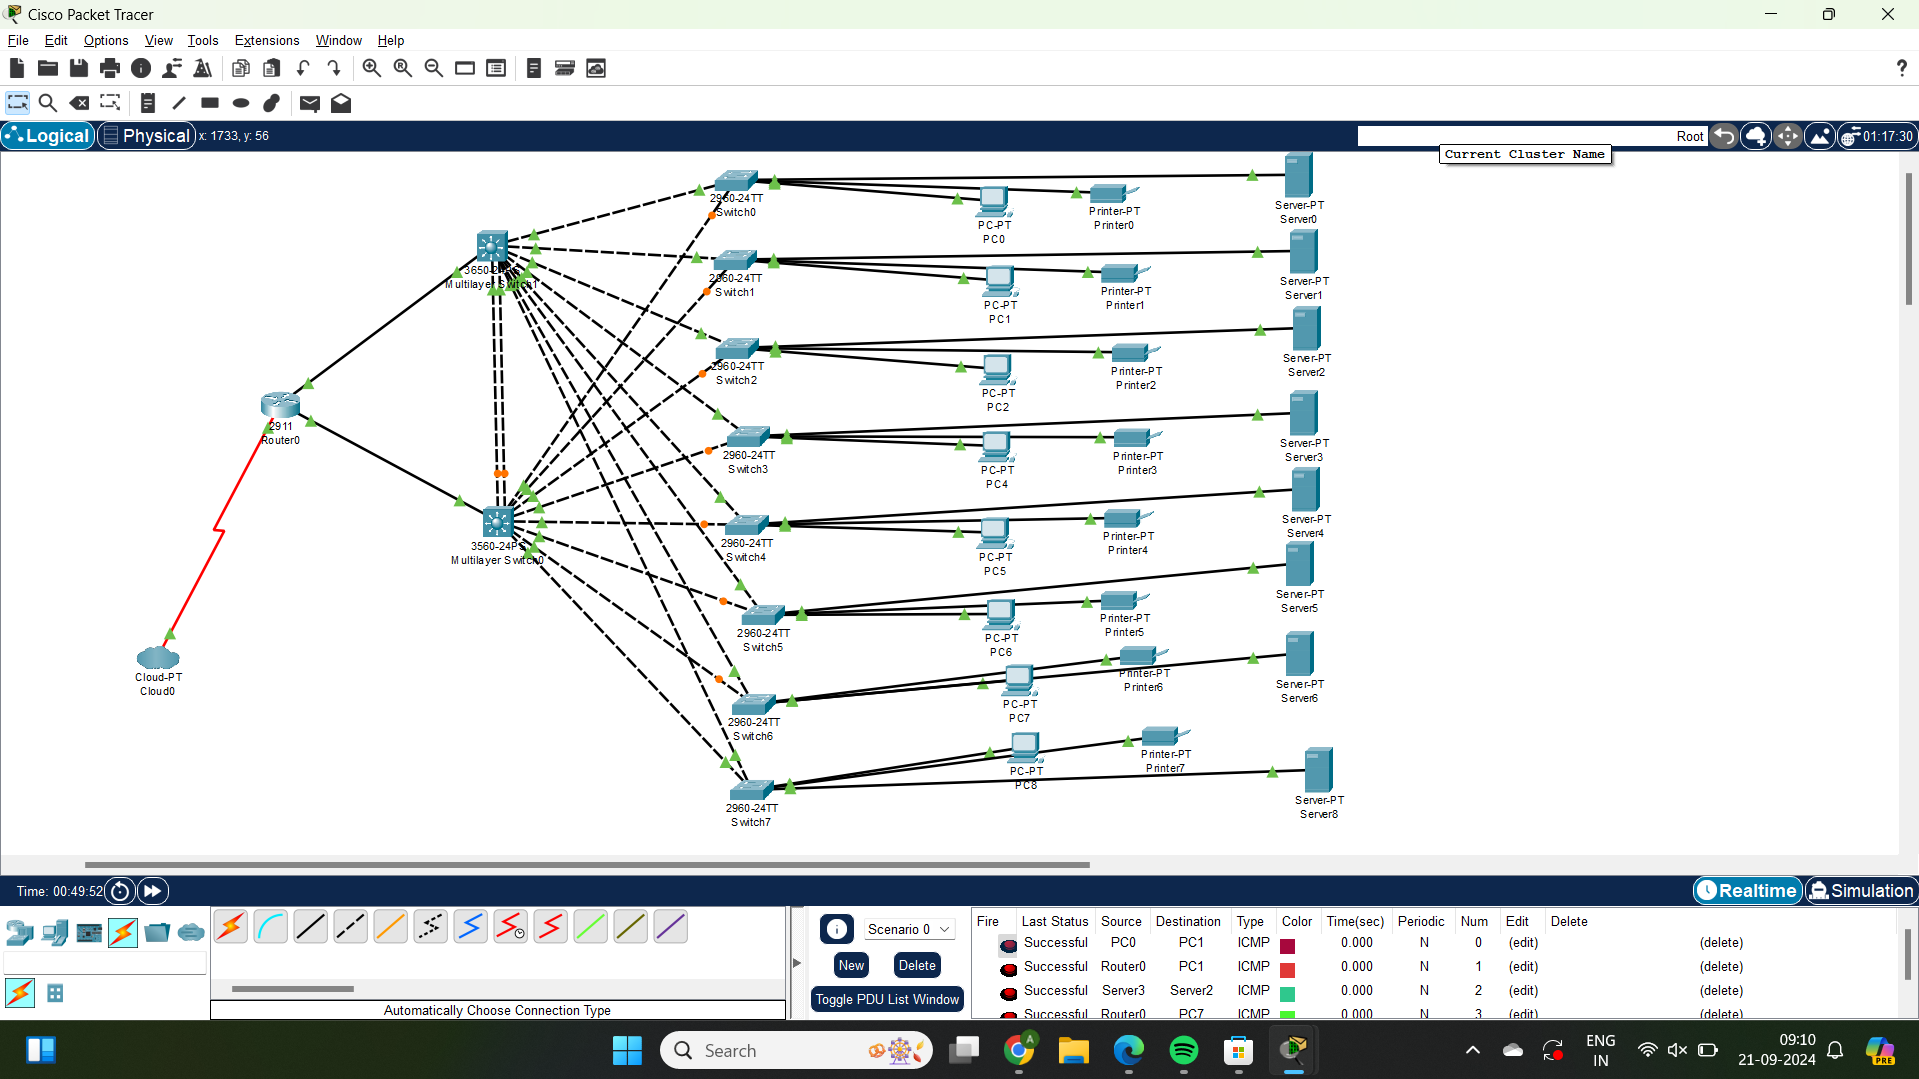 Cisco Packet Tracer
File Edit Options View Tools Extensions Window Help
?
Logical Physical x: 1733, y: 56 Root 01:17:30
Current Cluster Name
2960-24TT
Switch0
PC-PT
PC0
Printer-PT
Printer0
Server-PT
Server0
3650-24PS
Multilayer Switch1
2960-24TT
Switch1
PC-PT
PC1
Printer-PT
Printer1
Server-PT
Server1
2960-24TT
Switch2
PC-PT
PC2
Printer-PT
Printer2
Server-PT
Server2
2911
Router0
2960-24TT
Switch3
PC-PT
PC4
Printer-PT
Printer3
Server-PT
Server3
3560-24PS
Multilayer Switch0
2960-24TT
Switch4
PC-PT
PC5
Printer-PT
Printer4
Server-PT
Server4
2960-24TT
Switch5
PC-PT
PC6
Printer-PT
Printer5
Server-PT
Server5
Cloud-PT
Cloud0
2960-24TT
Switch6
PC-PT
PC7
Printer-PT
Printer6
Server-PT
Server6
2960-24TT
Switch7
PC-PT
PC8
Printer-PT
Printer7
Server-PT
Server8
Time: 00:49:52 Realtime Simulation
Scenario 0
New Delete
Toggle PDU List Window
Automatically Choose Connection Type
Fire Last Status Source Destination Type Color Time(sec) Periodic Num Edit Delete
Successful PC0 PC1 ICMP 0.000 N 0 (edit) (delete)
Successful Router0 PC1 ICMP 0.000 N 1 (edit) (delete)
Successful Server3 Server2 ICMP 0.000 N 2 (edit) (delete)
Successful Router0 PC7 ICMP 0.000 N 3 (edit) (delete)
Search
A
ENG
IN
09:10
21-09-2024
PRE